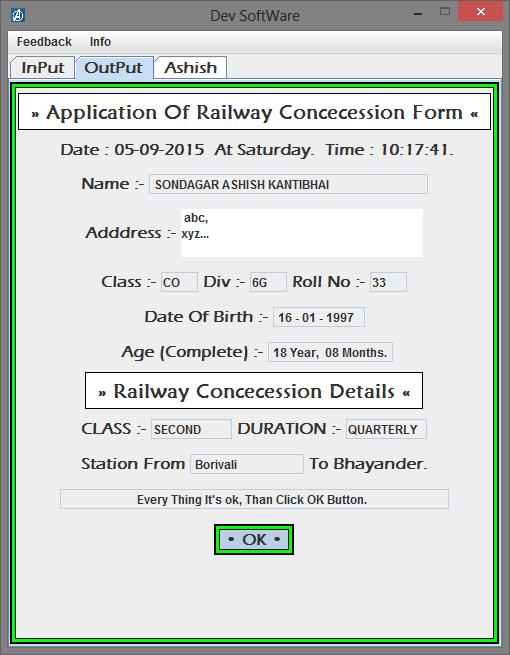 Dev SoftWare
Feedback Info
InPut OutPut Ashish
» Application Of Railway Concecession Form «
Date : 05-09-2015 At Saturday. Time : 10:17:41.
Name :- SONDAGAR ASHISH KANTIBHAI
Adddress :- abc,
xyz...
Class :- CO Div :- 6G Roll No :- 33
Date Of Birth :- 16 - 01 - 1997
Age (Complete) :- 18 Year, 08 Months.
» Railway Concecession Details «
CLASS :- SECOND DURATION :- QUARTERLY
Station From Borivali To Bhayander.
Every Thing It's ok, Than Click OK Button.
• OK •